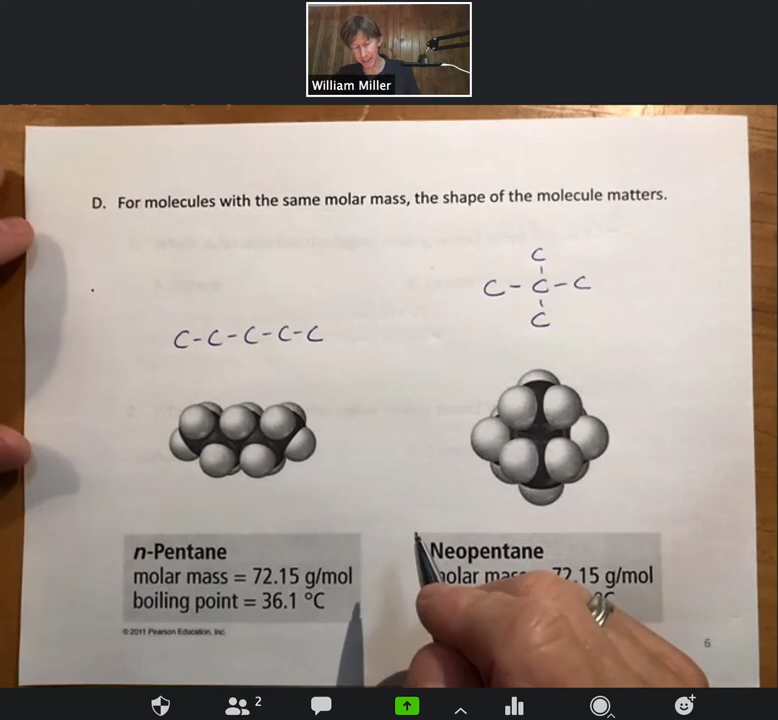 William Miller
D. For molecules with the same molar mass, the shape of the molecule matters.
C
C-C-C
C
C-C-C-C-C
n-Pentane
molar mass = 72.15 g/mol
boiling point = 36.1 °C
Neopentane
72.15 g/mol
© 2011 Pearson Education, Inc.
6
2